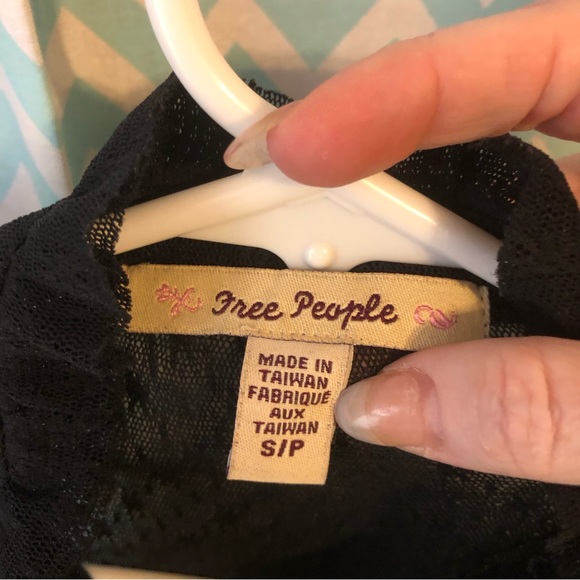 Free People
MADE IN
TAIWAN
FABRIQUÉ
AUX
TAIWAN
S/P